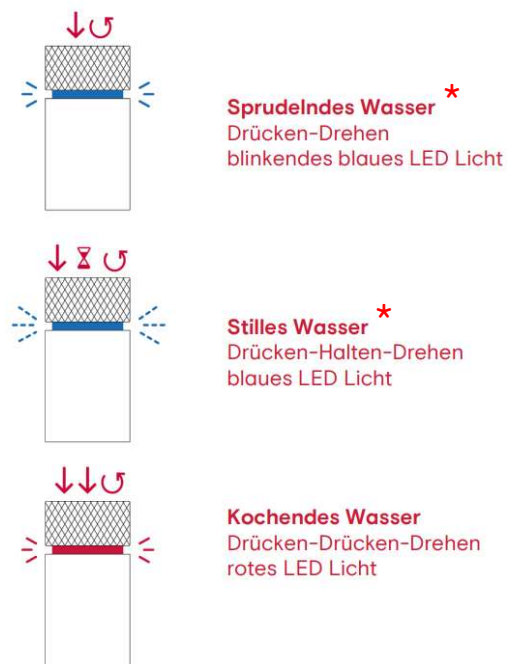 Sprudelndes Wasser *
Drücken-Drehen
blinkendes blaues LED Licht
Stilles Wasser *
Drücken-Halten-Drehen
blaues LED Licht
Kochendes Wasser
Drücken-Drücken-Drehen
rotes LED Licht